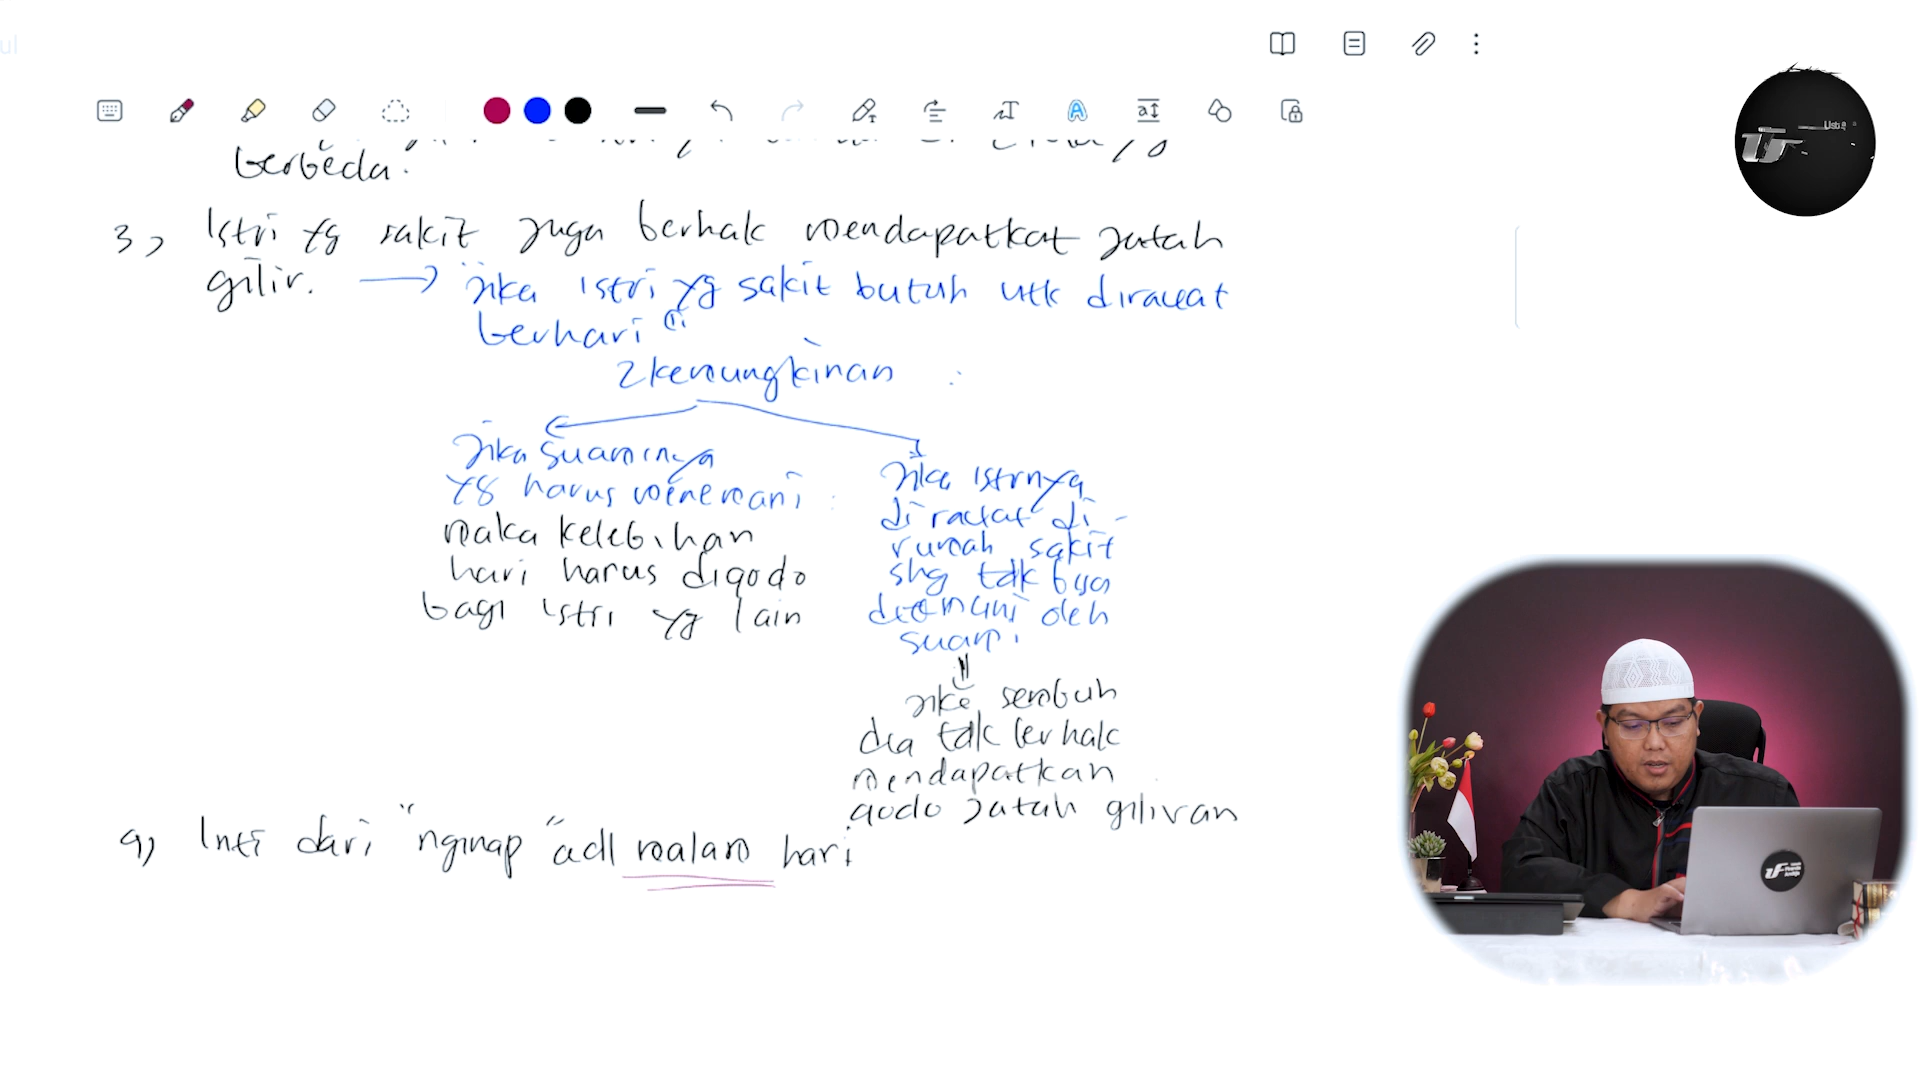 berbeda.
3) Istri yg sakit juga berhak mendapatkat jatah
gilir. → jika istri yg sakit butuh utk dirawat
berhari"
2 kemungkinan :
jika suaminya
yg harus menemani :
maka kelebihan
hari harus diqodo
bagi istri yg lain
jika istrnya
dirawat di
rumah sakit
shg tdk bisa
ditemani oleh
suami
jika sembuh
dia tdk berhak
mendapatkan
qodo jatah giliran
4) Inti dari "nginap" adl malam hari